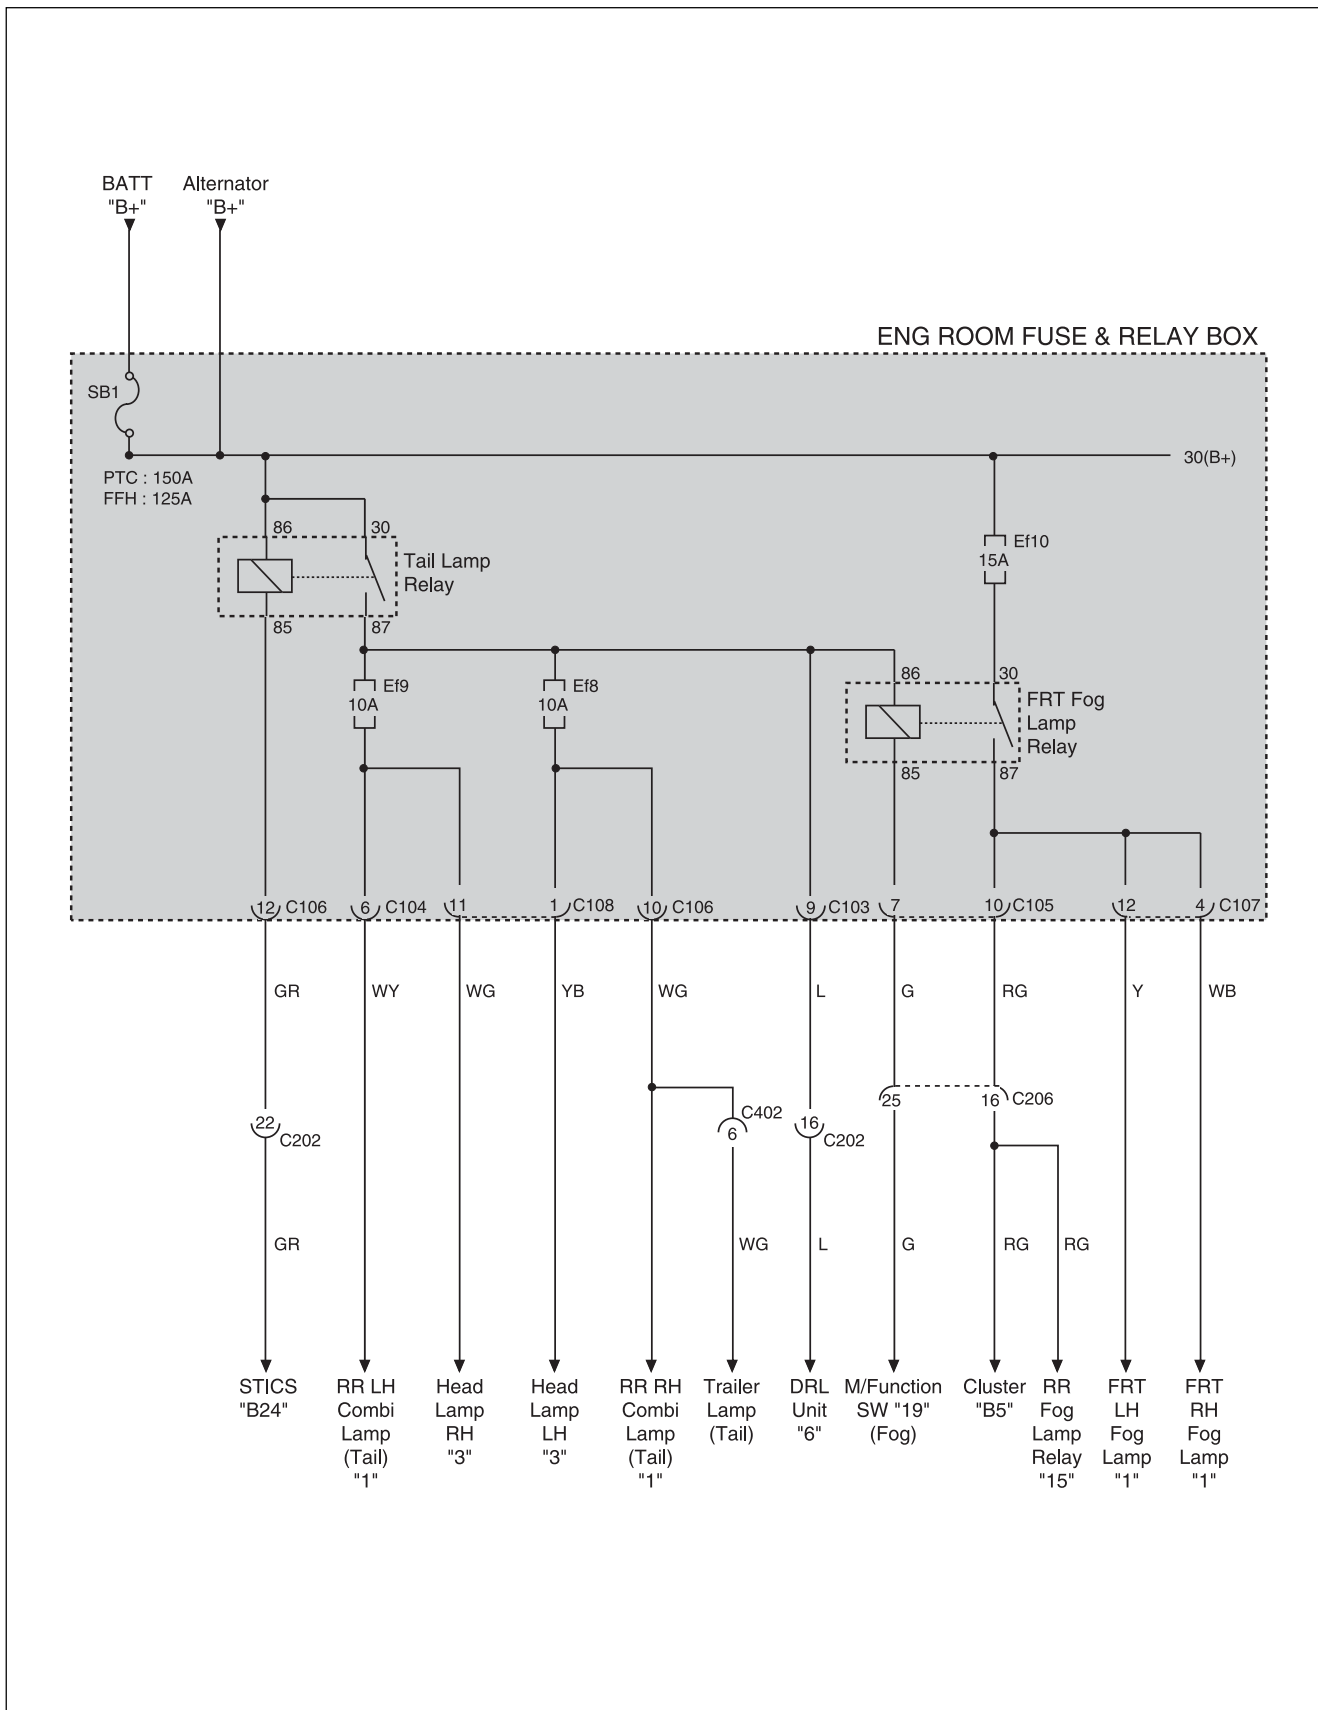 BATT Alternator
"B+" "B+"
ENG ROOM FUSE & RELAY BOX
SB1
30(B+)
PTC : 150A
FFH : 125A
86 30
Ef10
15A
Tail Lamp
Relay
85 87
86 30
Ef9 Ef8
10A 10A
FRT Fog
Lamp
Relay
85 87
12 C106 6 C104 11 1 C108 10 C106 9 C103 7 10 C105 12 4 C107
GR WY WG YB WG L G RG Y WB
25 16 C206
C402
22 6 16
C202 C202
GR WG L G RG RG
STICS
"B24"
RR LH
Combi
Lamp
(Tail)
"1"
Head
Lamp
RH
"3"
Head
Lamp
LH
"3"
RR RH
Combi
Lamp
(Tail)
"1"
Trailer
Lamp
(Tail)
DRL
Unit
"6"
M/Function
SW "19"
(Fog)
Cluster
"B5"
RR
Fog
Lamp
Relay
"15"
FRT
LH
Fog
Lamp
"1"
FRT
RH
Fog
Lamp
"1"